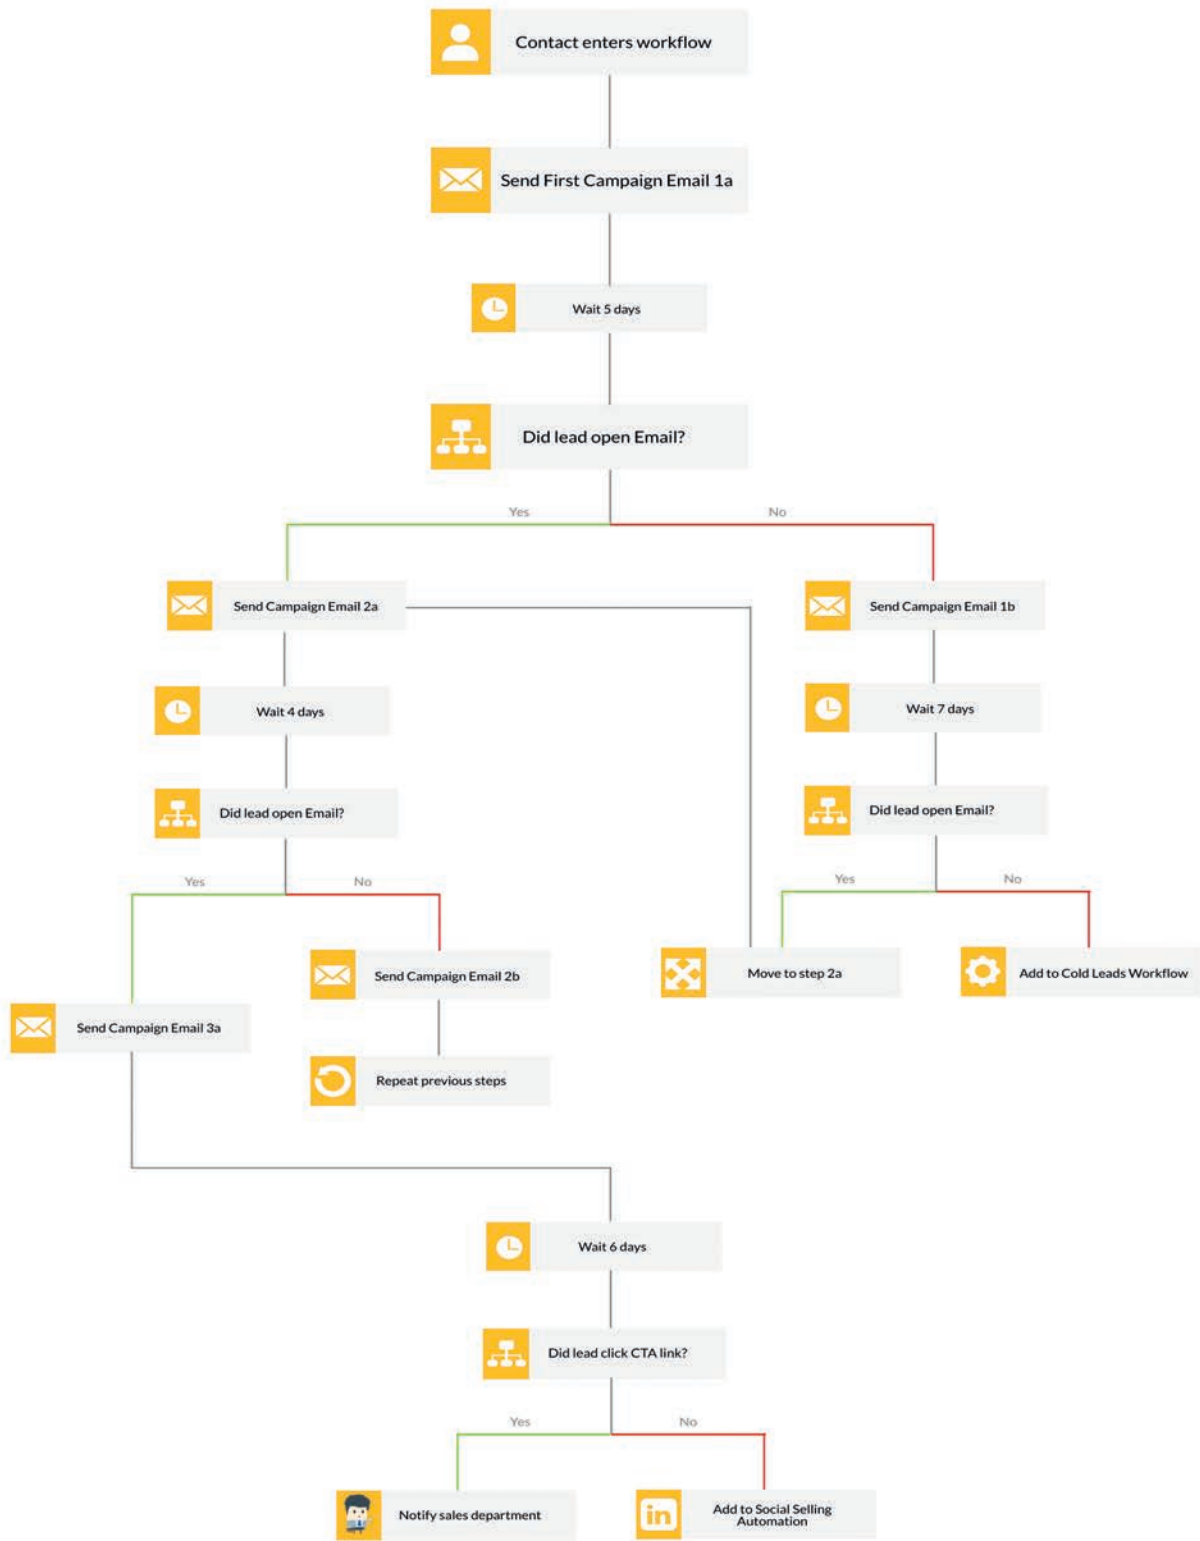 Contact enters workflow
Send First Campaign Email 1a
Wait 5 days
Did lead open Email?
Yes
No
Send Campaign Email 2a
Send Campaign Email 1b
Wait 4 days
Wait 7 days
Did lead open Email?
Did lead open Email?
Yes
No
Yes
No
Send Campaign Email 2b
Move to step 2a
Add to Cold Leads Workflow
Send Campaign Email 3a
Repeat previous steps
Wait 6 days
Did lead click CTA link?
Yes
No
Notify sales department
in
Add to Social Selling
Automation